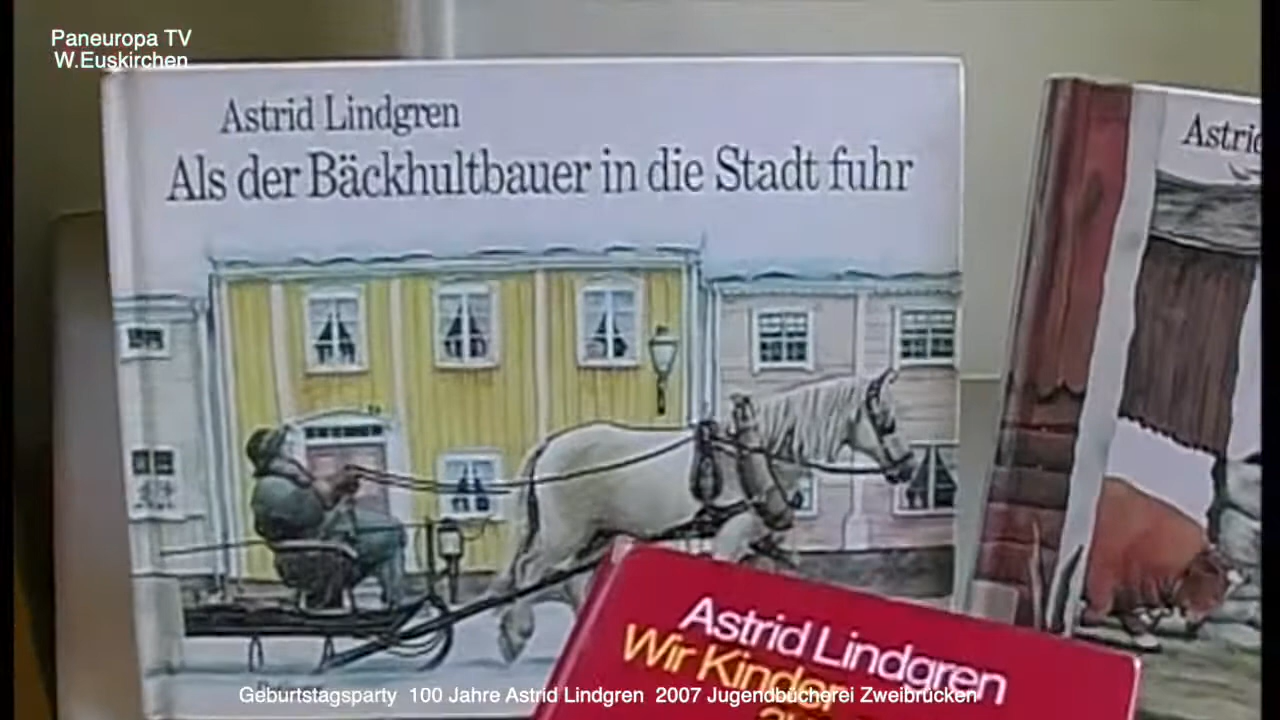 Paneuropa TV
W.Euskirchen
Astrid Lindgren
Als der Bäckhultbauer in die Stadt fuhr
Astrid Lindgren
Wir Kinder
Geburtstagsparty 100 Jahre Astrid Lindgren 2007 Jugendbücherei Zweibrücken